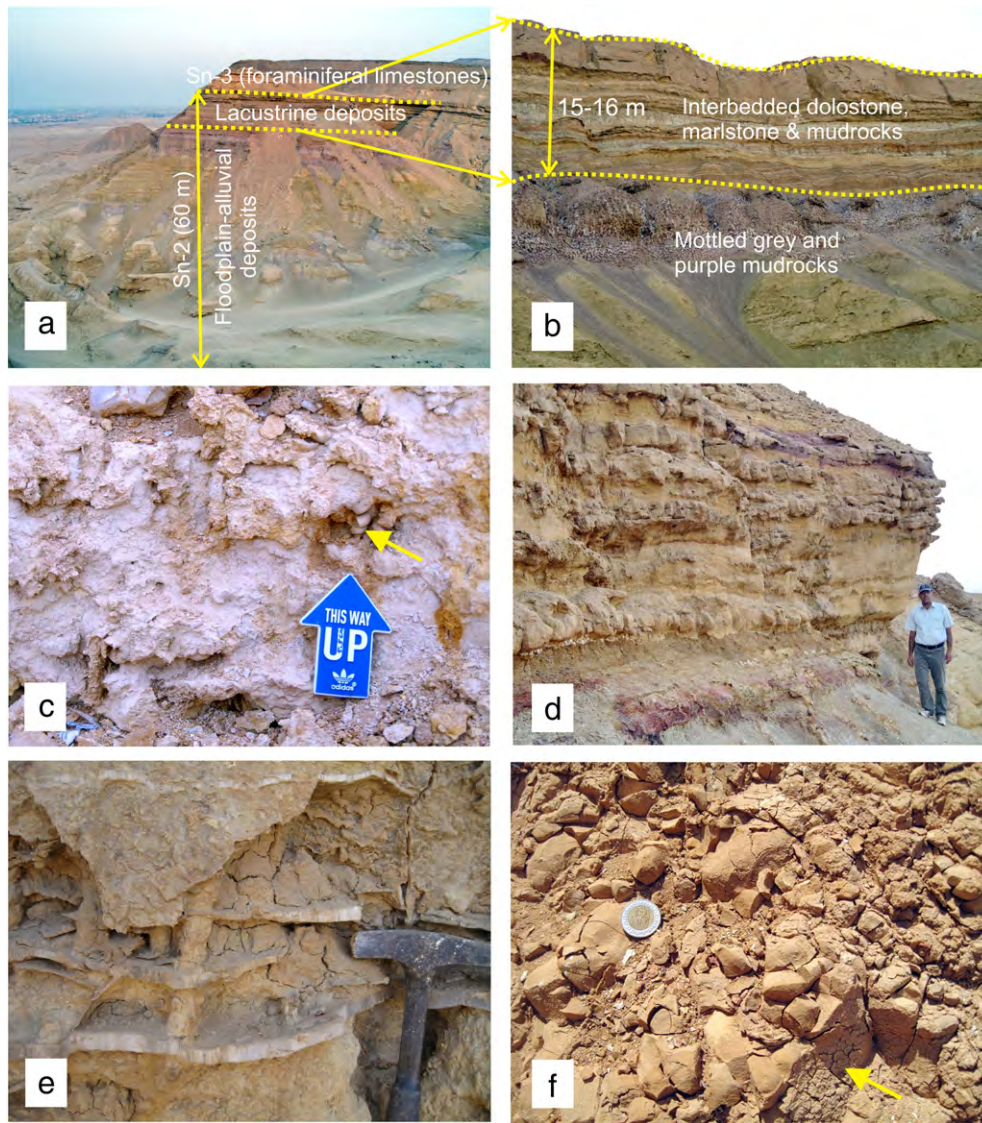 Sn-3 (foraminiferal limestones)
Lacustrine deposits
Sn-2 (60 m)
Floodplain-alluvial
deposits
a
15-16 m
Interbedded dolostone,
marlstone & mudrocks
Mottled grey and
purple mudrocks
b
THIS WAY
UP
adidas
c
d
e
f